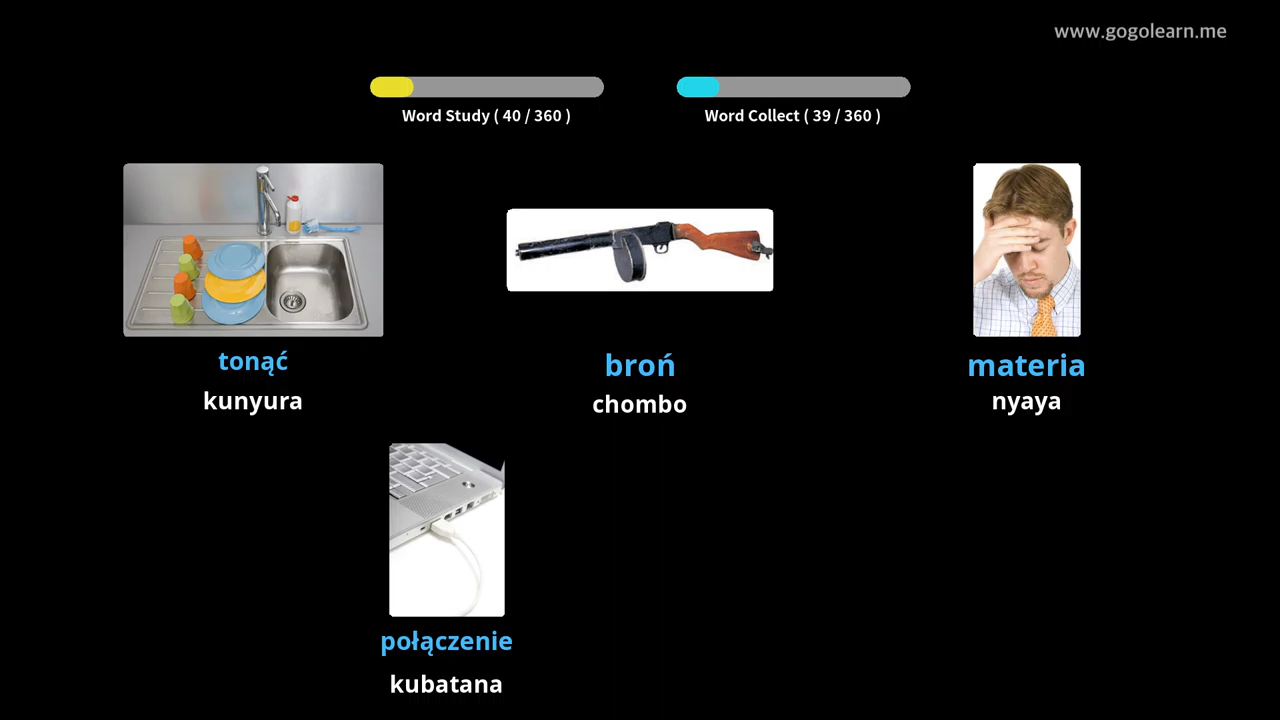 www.gogolearn.me
Word Study ( 40 / 360 )
Word Collect ( 39 / 360 )
tonąć
kunyura
broń
chombo
materia
nyaya
połączenie
kubatana